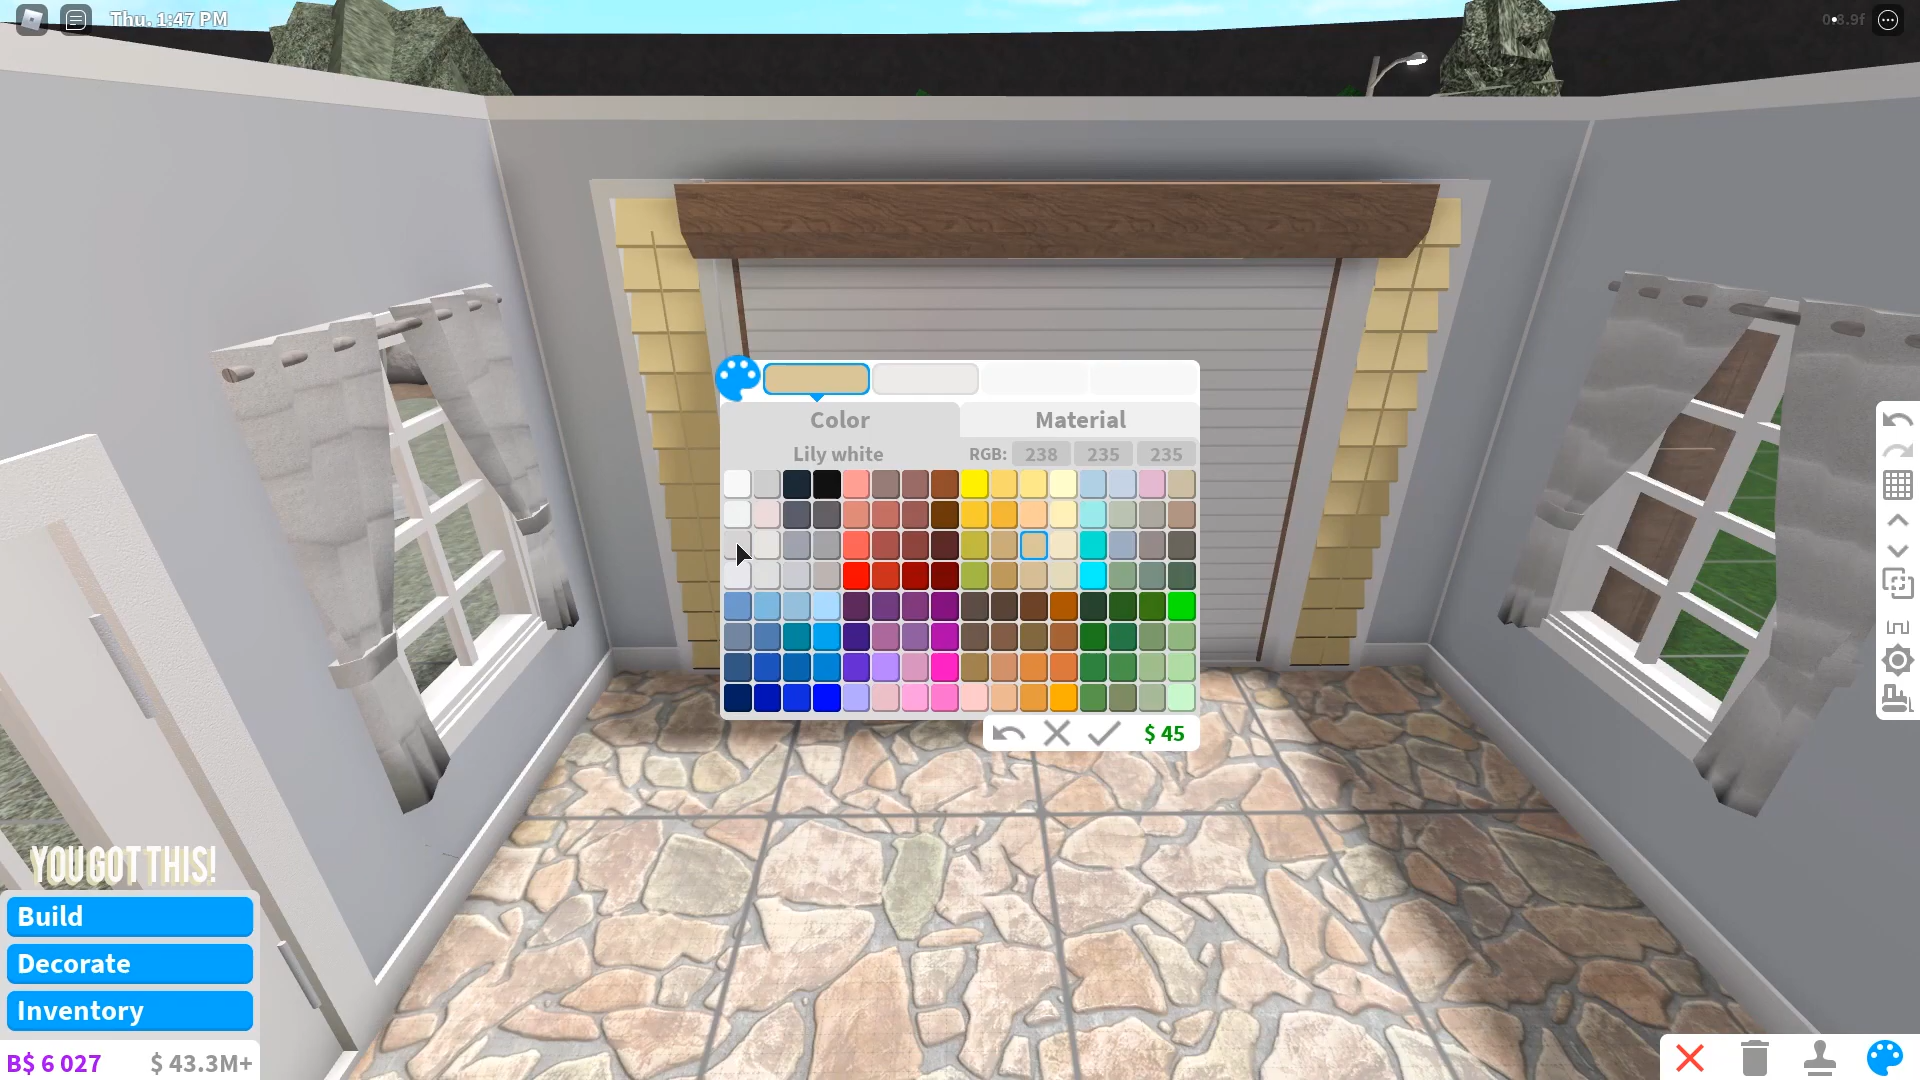 Thu. 1:47 PM
Color
Material
Lily white
RGB: 238 235 235
$ 45
YOU GOT THIS!
Build
Decorate
Inventory
B$ 6 027
$ 43.3M+